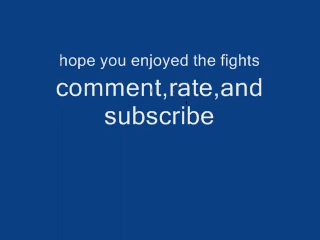 hope you enjoyed the fights
comment,rate,and
subscribe